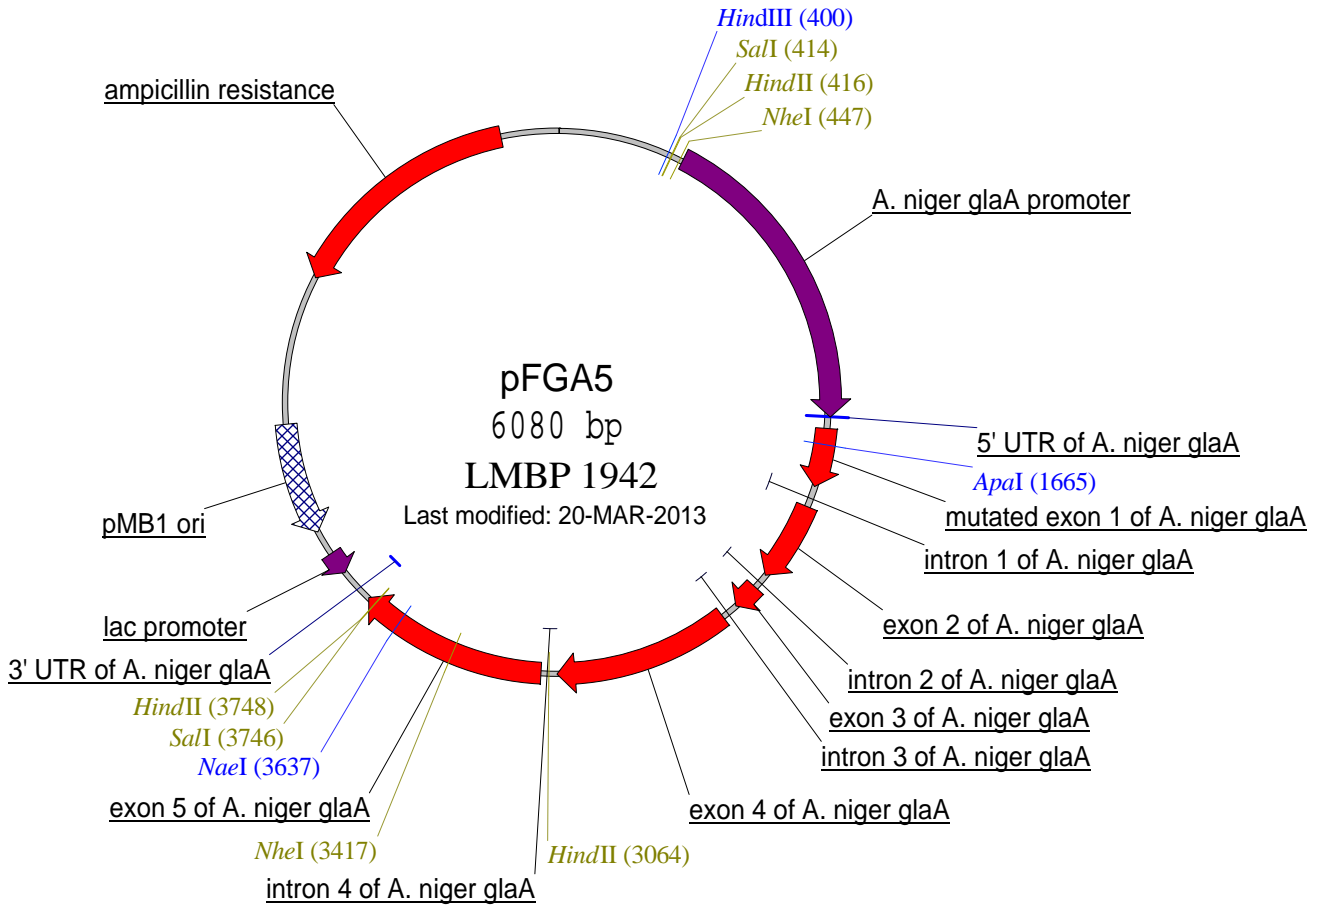 HindIII (400)
SalI (414)
HindII (416)
NheI (447)
ampicillin resistance
A. niger glaA promoter
pFGA5
6080 bp
LMBP 1942
Last modified: 20-MAR-2013
5' UTR of A. niger glaA
ApaI (1665)
mutated exon 1 of A. niger glaA
intron 1 of A. niger glaA
exon 2 of A. niger glaA
intron 2 of A. niger glaA
exon 3 of A. niger glaA
intron 3 of A. niger glaA
exon 4 of A. niger glaA
pMB1 ori
lac promoter
3' UTR of A. niger glaA
HindII (3748)
SalI (3746)
NaeI (3637)
exon 5 of A. niger glaA
NheI (3417)
HindII (3064)
intron 4 of A. niger glaA